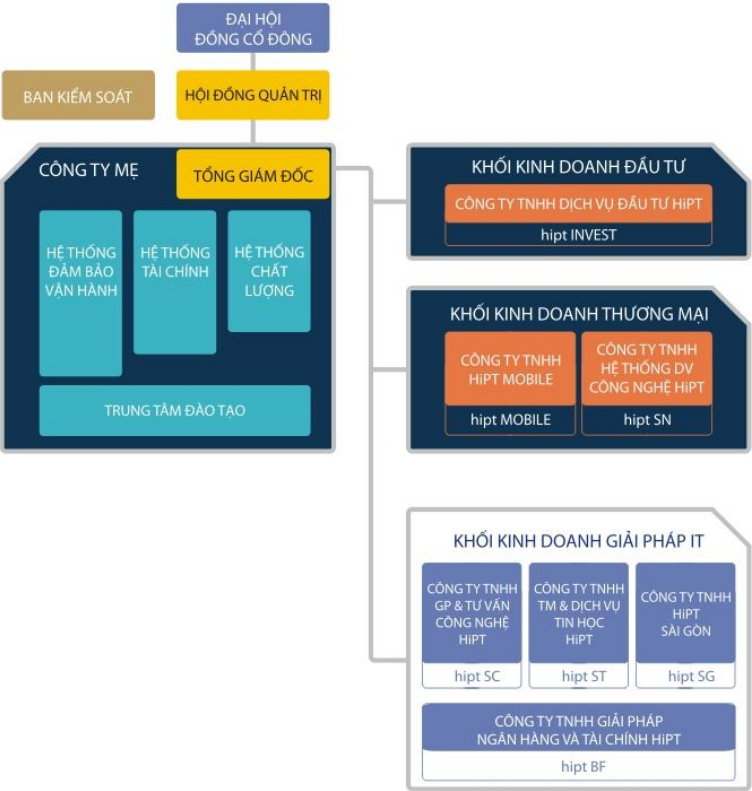 ĐẠI HỘI
ĐỒNG CỔ ĐÔNG
BAN KIỂM SOÁT
HỘI ĐỒNG QUẢN TRỊ
CÔNG TY MẸ
TỔNG GIÁM ĐỐC
HỆ THỐNG
ĐẢM BẢO
VẬN HÀNH
HỆ THỐNG
TÀI CHÍNH
HỆ THỐNG
CHẤT
LƯỢNG
TRUNG TÂM ĐÀO TẠO
KHỐI KINH DOANH ĐẦU TƯ
CÔNG TY TNHH DỊCH VỤ ĐẦU TƯ HiPT
hipt INVEST
KHỐI KINH DOANH THƯƠNG MẠI
CÔNG TY TNHH
HiPT MOBILE
hipt MOBILE
CÔNG TY TNHH
HỆ THỐNG DV
CÔNG NGHỆ HiPT
hipt SN
KHỐI KINH DOANH GIẢI PHÁP IT
CÔNG TY TNHH
GP & TƯ VẤN
CÔNG NGHỆ
HiPT
hipt SC
CÔNG TY TNHH
TM & DỊCH VỤ
TIN HỌC
HiPT
hipt ST
CÔNG TY TNHH
HiPT
SÀI GÒN
hipt SG
CÔNG TY TNHH GIẢI PHÁP
NGÂN HÀNG VÀ TÀI CHÍNH HiPT
hipt BF